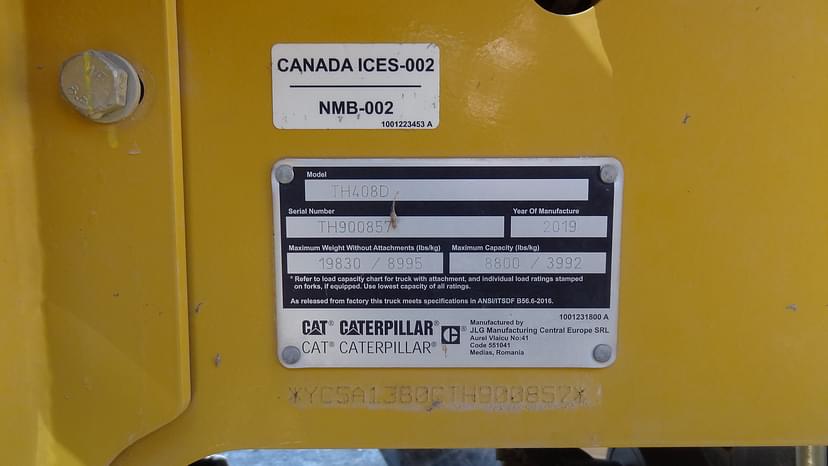 CANADA ICES-002
NMB-002
1001223453 A
Model
TH408D
Serial Number
Year Of Manufacture
TH900857
2019
Maximum Weight Without Attachments (lbs/kg)
Maximum Capacity (lbs/kg)
19830 / 8995
8800 / 3992
* Refer to load capacity chart for truck with attachment, and individual load ratings stamped
on forks, if equipped. Use lowest capacity of all ratings.
As released from factory this truck meets specifications in ANSI/ITSDF B56.6-2016.
1001231800 A
CAT® CATERPILLAR®
CAT® CATERPILLAR®
Manufactured by
JLG Manufacturing Central Europe SRL
Aurel Vlaicu No:41
Code 551041
Medias, Romania